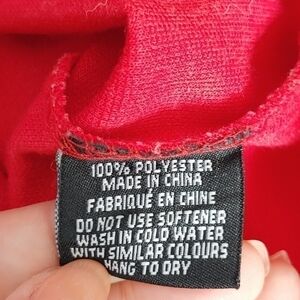 100% POLYESTER
MADE IN CHINA
FABRIQUÉ EN CHINE
DO NOT USE SOFTENER
WASH IN COLD WATER
WITH SIMILAR COLOURS
HANG TO DRY